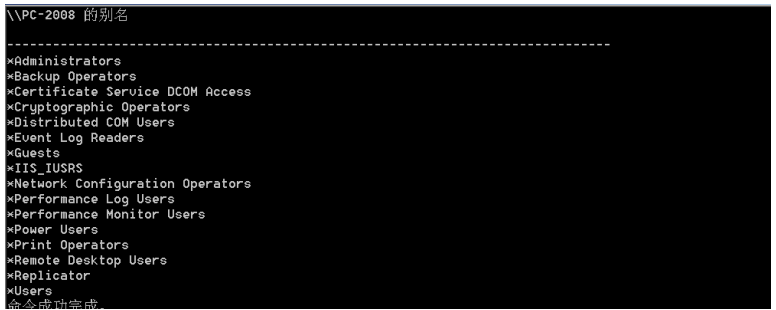 \\PC-2008 的别名

-------------------------------------------------------------------------------
*Administrators
*Backup Operators
*Certificate Service DCOM Access
*Cryptographic Operators
*Distributed COM Users
*Event Log Readers
*Guests
*IIS_IUSRS
*Network Configuration Operators
*Performance Log Users
*Performance Monitor Users
*Power Users
*Print Operators
*Remote Desktop Users
*Replicator
*Users
命令成功完成。